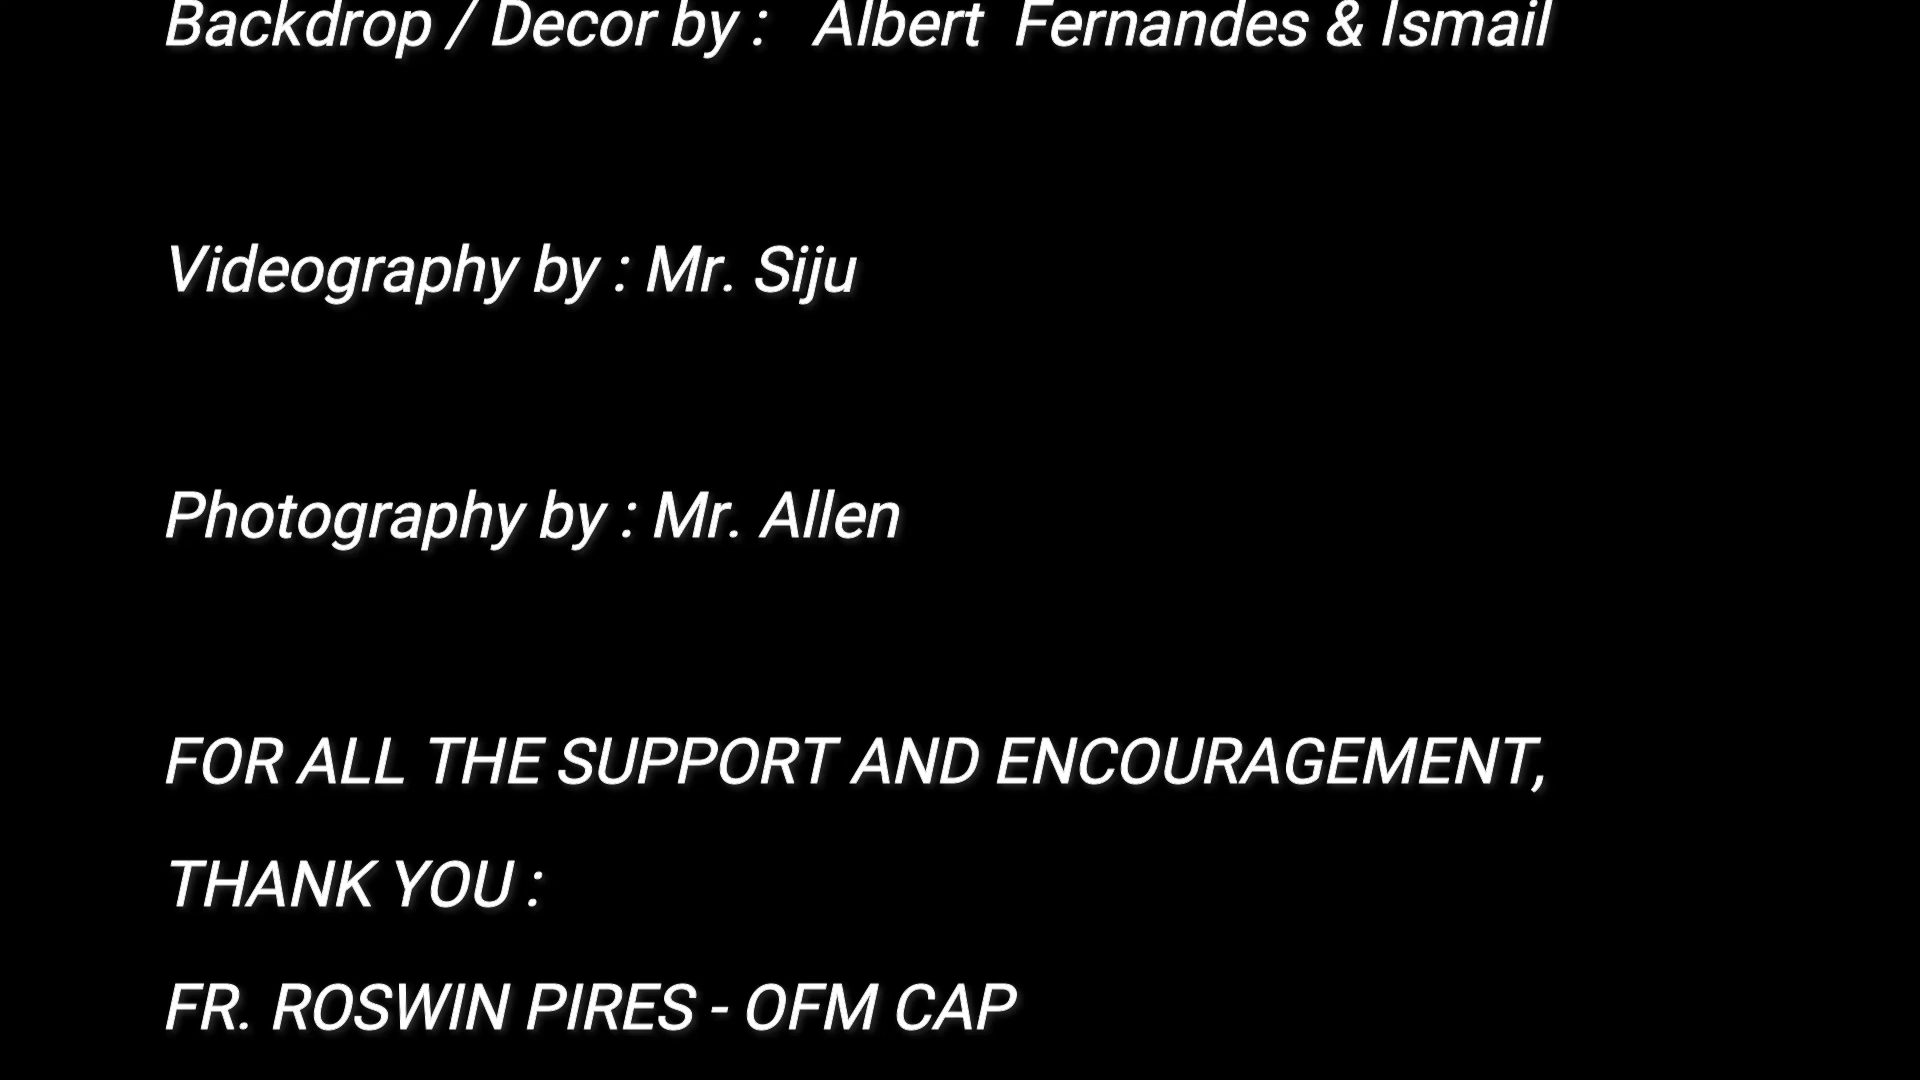 Backdrop / Decor by :   Albert  Fernandes & Ismail
Videography by : Mr. Siju
Photography by : Mr. Allen
FOR ALL THE SUPPORT AND ENCOURAGEMENT,
THANK YOU :
FR. ROSWIN PIRES - OFM CAP